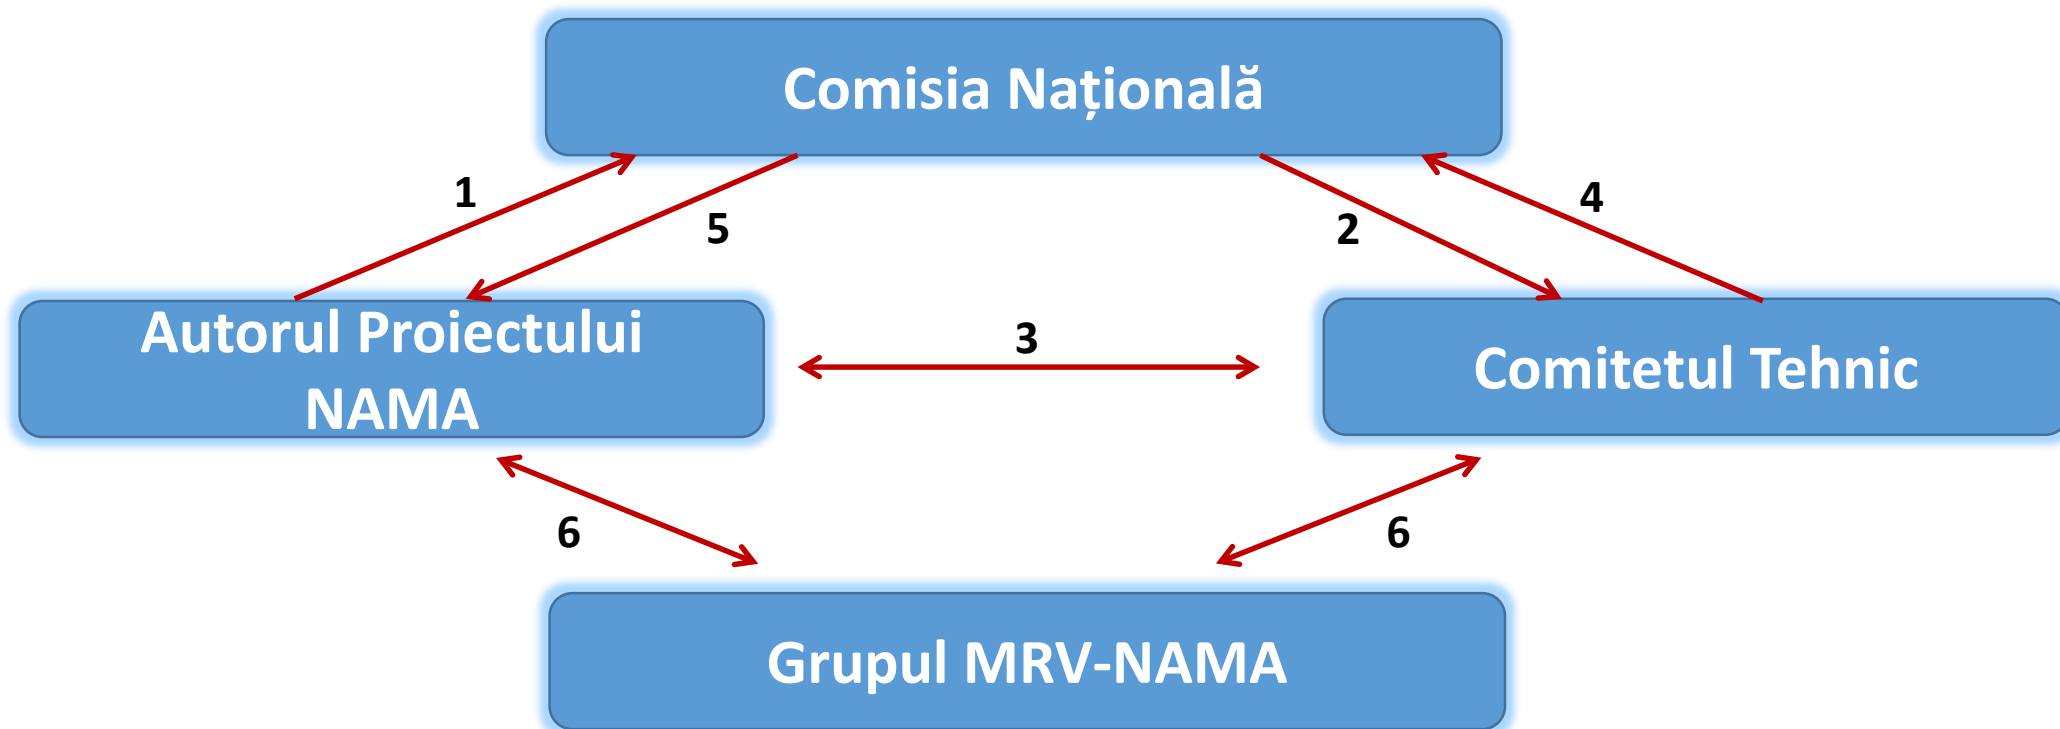 Comisia Națională
1
5
2
4
Autorul Proiectului
NAMA
3
Comitetul Tehnic
6
6
Grupul MRV-NAMA